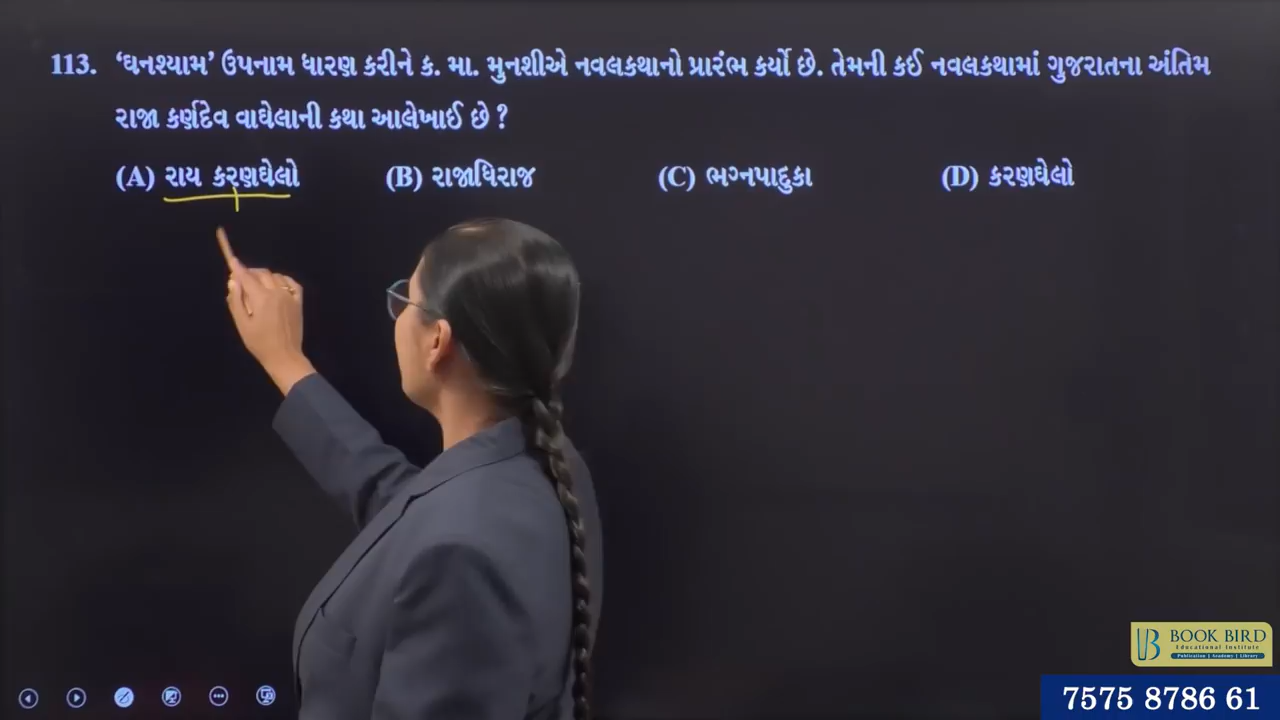 113. ‘ઘનશ્યામ’ ઉપનામ ધારણ કરીને ક. મા. મુનશીએ નવલકથાનો પ્રારંભ કર્યો છે. તેમની કઈ નવલકથામાં ગુજરાતના અંતિમ
રાજા કર્ણદેવ વાઘેલાની કથા આલેખાઈ છે ?
(A) રાય કરણઘેલો (B) રાજાધિરાજ (C) ભગ્નપાદુકા (D) કરણઘેલો
BOOK BIRD
Educational Institute
Publication | Academy | Library
7575 8786 61